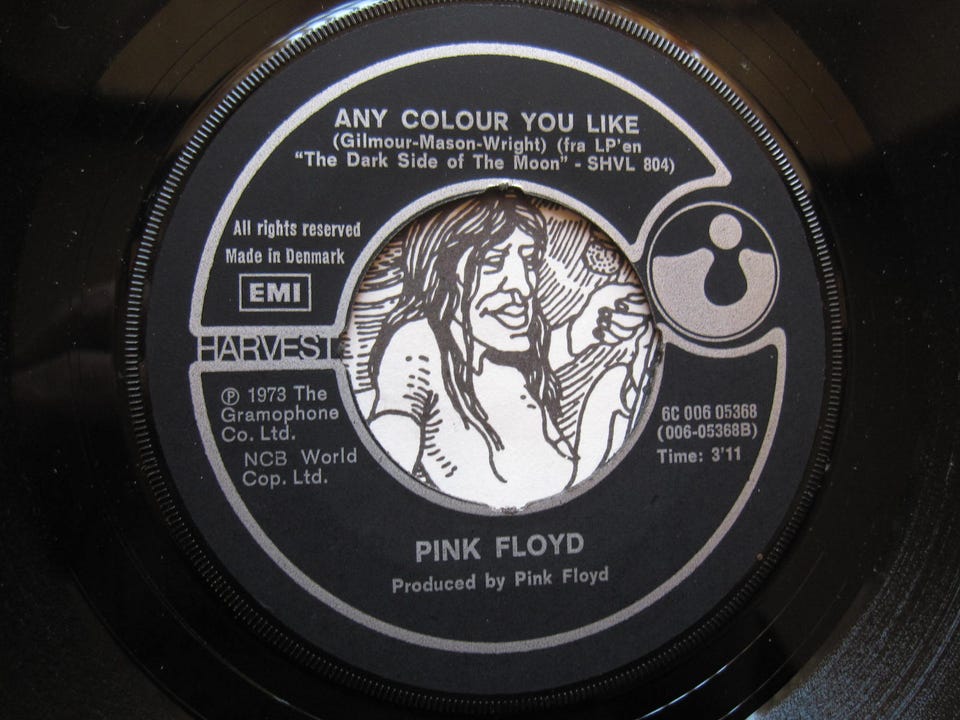 ANY COLOUR YOU LIKE
(Gilmour-Mason-Wright) (fra LP'en
"The Dark Side of The Moon" - SHVL 804)
All rights reserved
Made in Denmark
EMI
HARVEST
Ⓟ 1973 The
Gramophone
Co. Ltd.
NCB World
Cop. Ltd.
6C 006 05368
(006-05368B)
Time: 3'11
PINK FLOYD
Produced by Pink Floyd